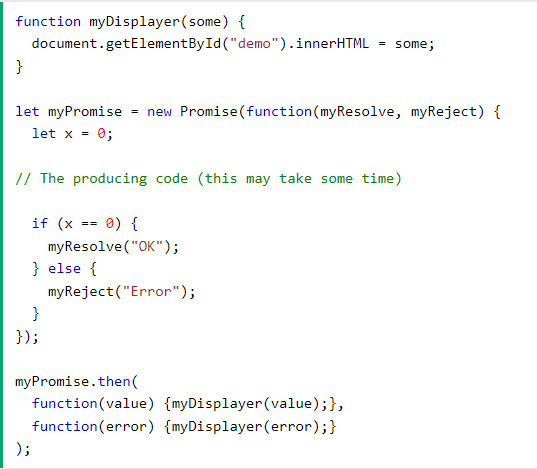 function myDisplayer(some) {
  document.getElementById("demo").innerHTML = some;
}

let myPromise = new Promise(function(myResolve, myReject) {
  let x = 0;

// The producing code (this may take some time)

  if (x == 0) {
    myResolve("OK");
  } else {
    myReject("Error");
  }
});

myPromise.then(
  function(value) {myDisplayer(value);},
  function(error) {myDisplayer(error);}
);